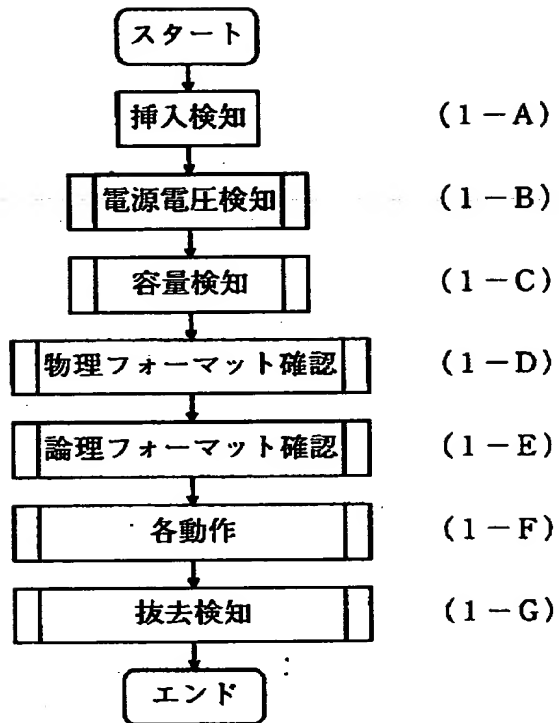 スタート
挿入検知 (1-A)
電源電圧検知 (1-B)
容量検知 (1-C)
物理フォーマット確認 (1-D)
論理フォーマット確認 (1-E)
各動作 (1-F)
抜去検知 (1-G)
エンド